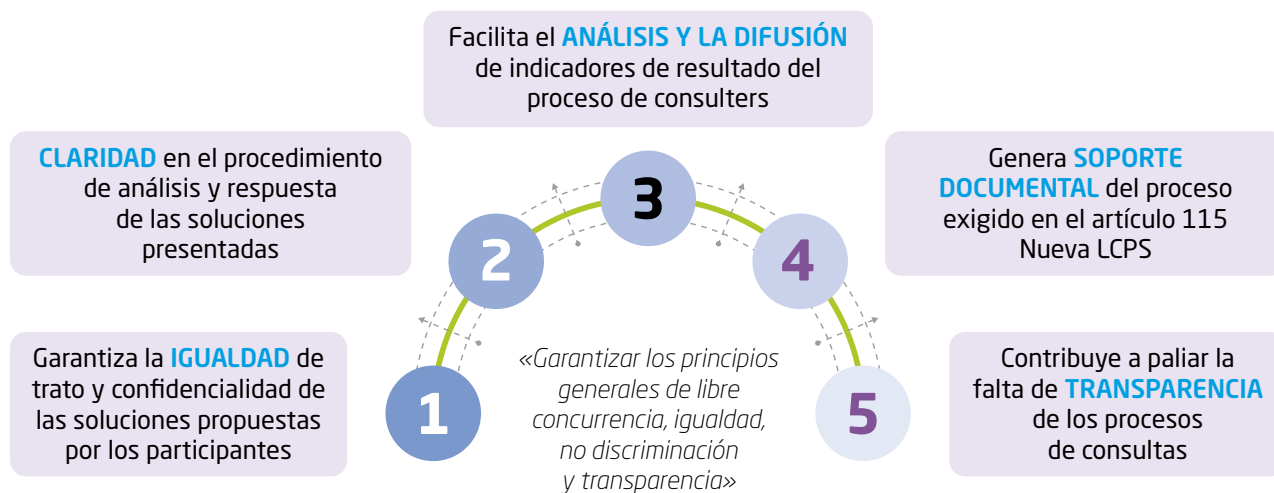 Facilita el ANÁLISIS Y LA DIFUSIÓN
de indicadores de resultado del
proceso de consulters
CLARIDAD en el procedimiento
de análisis y respuesta
de las soluciones
presentadas
Genera SOPORTE
DOCUMENTAL del proceso
exigido en el artículo 115
Nueva LCPS
Garantiza la IGUALDAD de
trato y confidencialidad de
las soluciones propuestas
por los participantes
Contribuye a paliar la
falta de TRANSPARENCIA
de los procesos
de consultas
1
2
3
4
5
«Garantizar los principios
generales de libre
concurrencia, igualdad,
no discriminación
y transparencia»